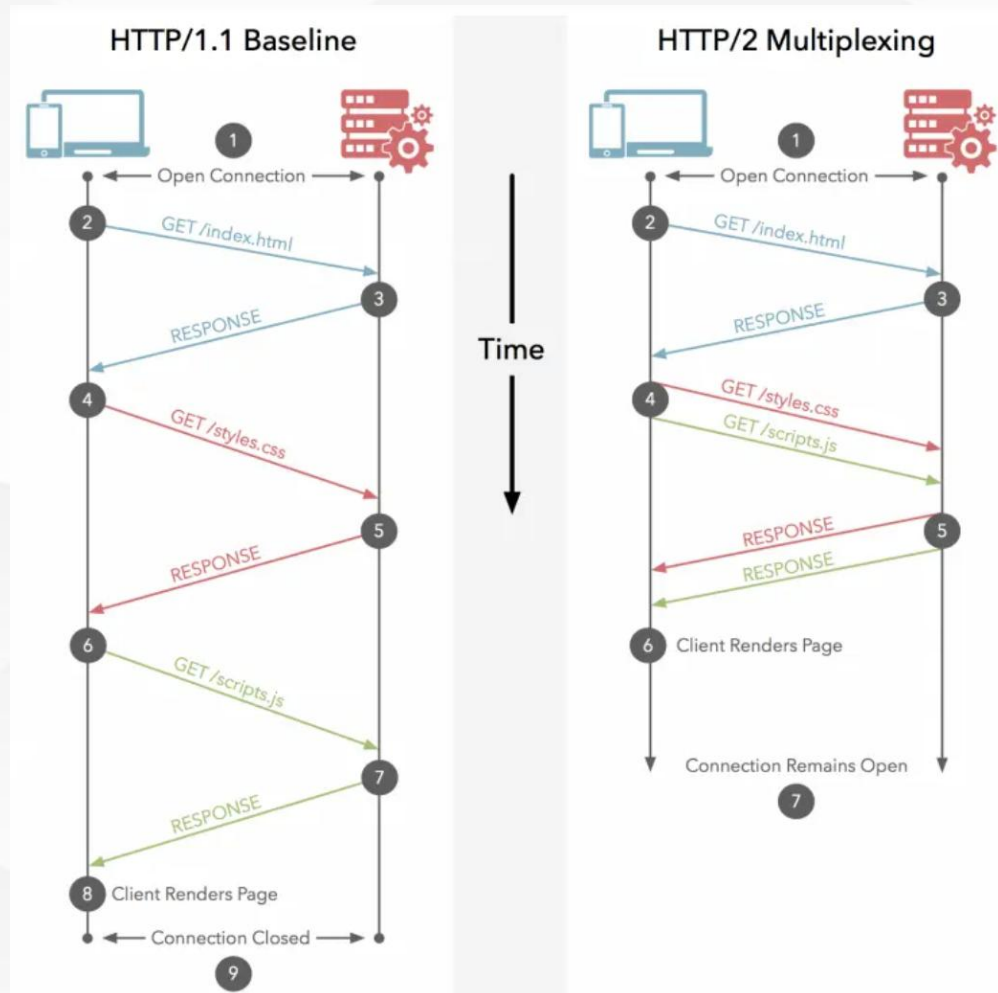 HTTP/1.1 Baseline
1
Open Connection
2
GET /index.html
3
RESPONSE
4
GET /styles.css
5
RESPONSE
6
GET /scripts.js
7
RESPONSE
8
Client Renders Page
Connection Closed
9
Time
HTTP/2 Multiplexing
1
Open Connection
2
GET /index.html
3
RESPONSE
4
GET /styles.css
GET /scripts.js
5
RESPONSE
RESPONSE
6
Client Renders Page
Connection Remains Open
7